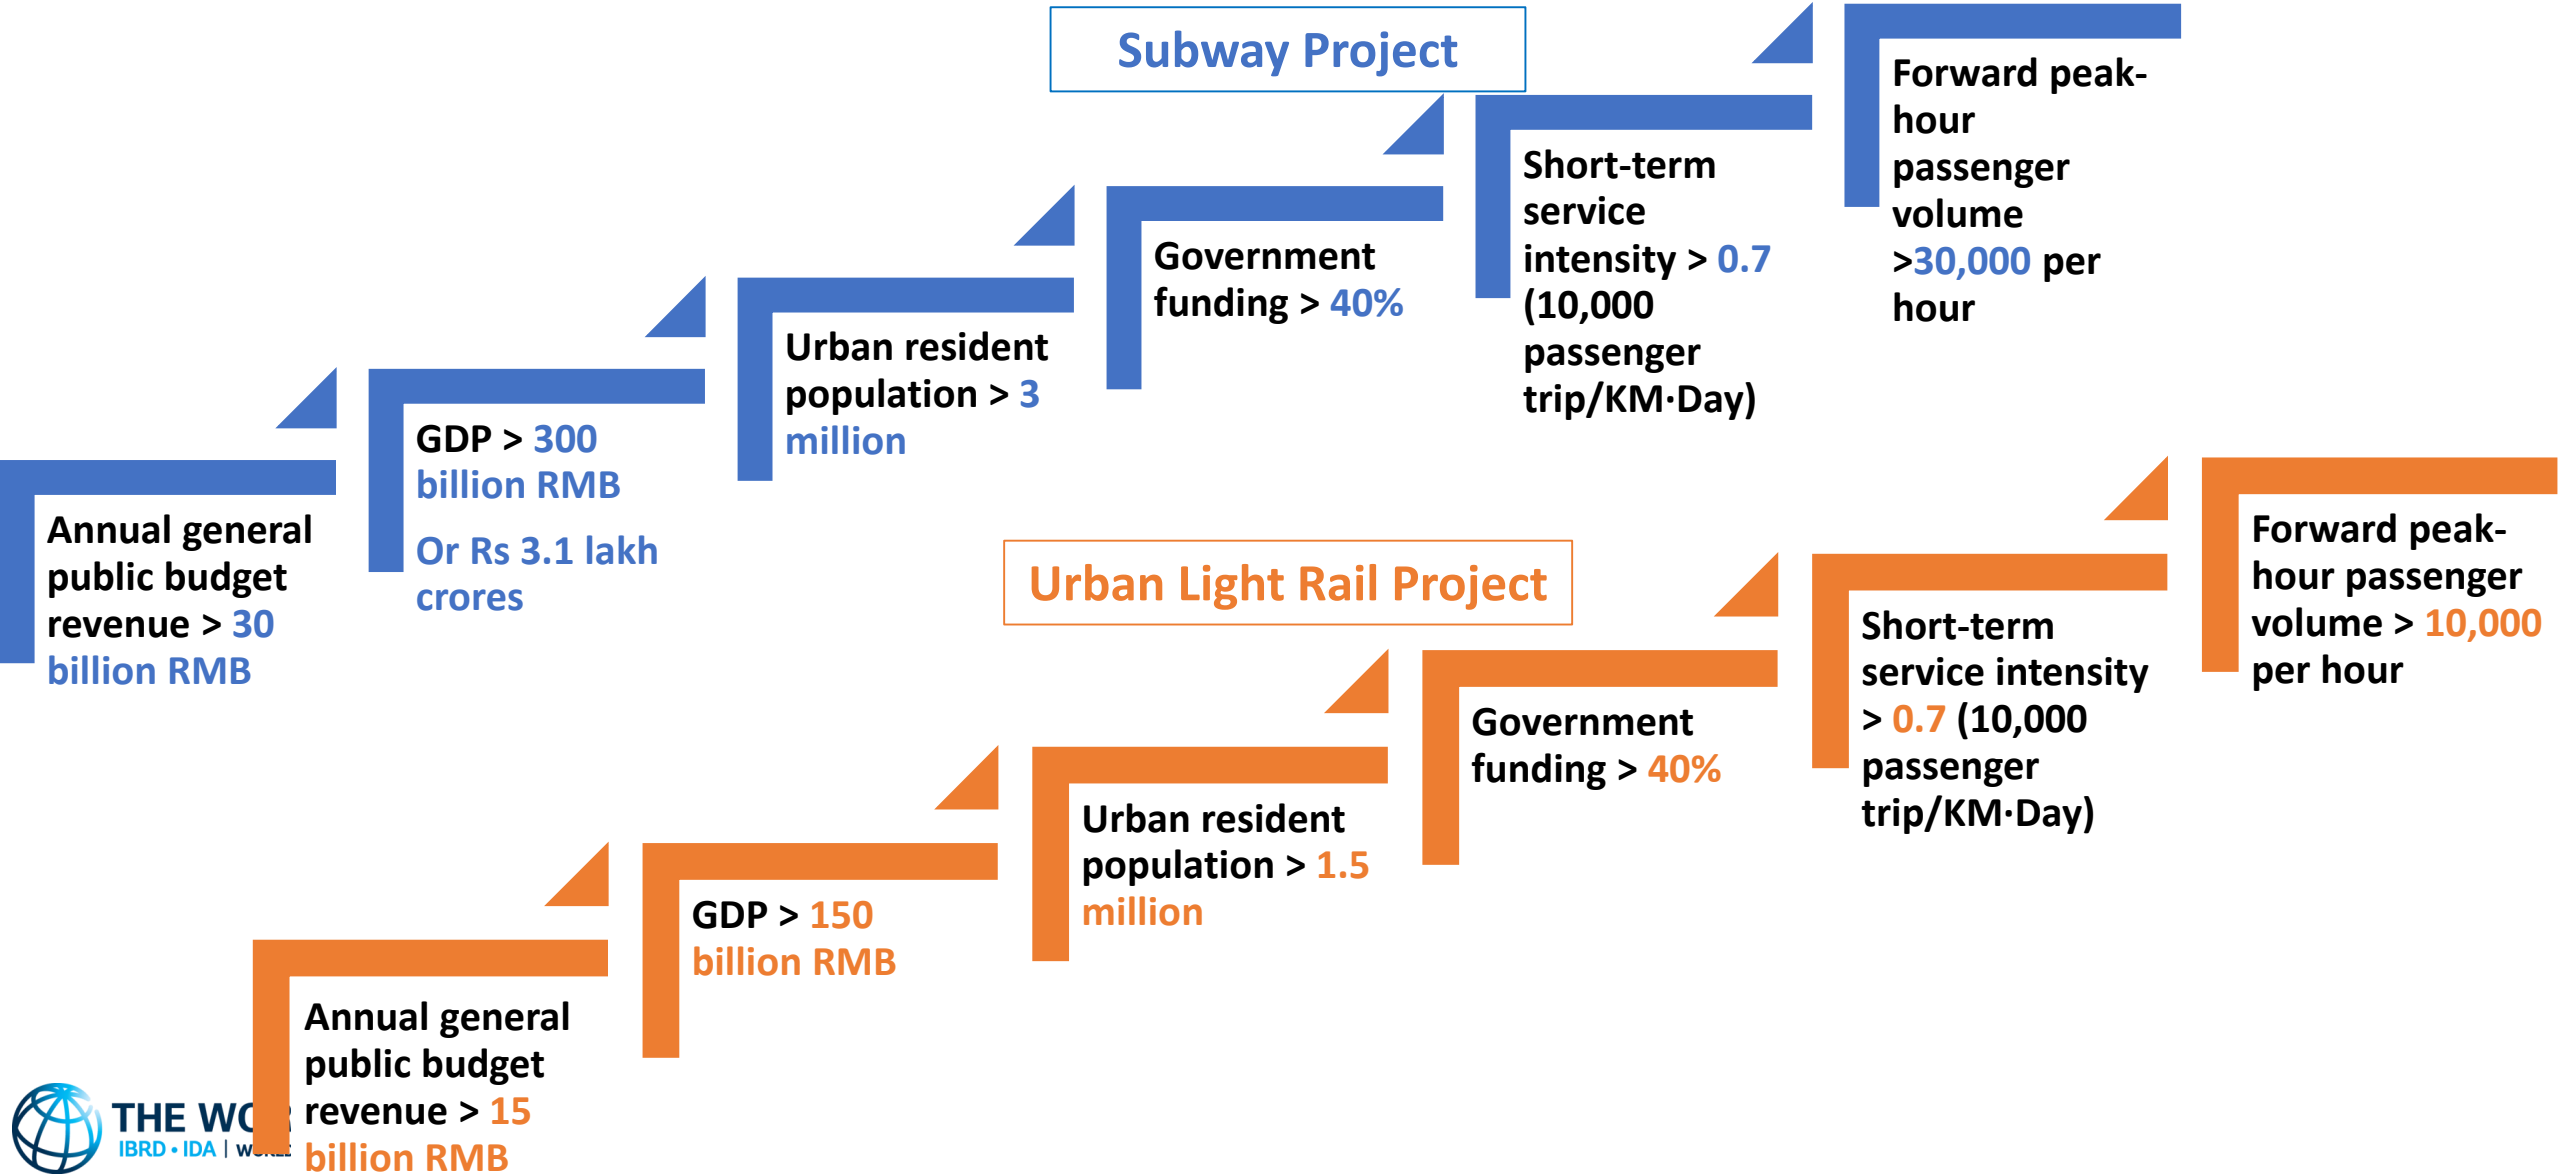 Subway Project
Annual general
public budget
revenue > 30
billion RMB
GDP > 300
billion RMB
Or Rs 3.1 lakh
crores
Urban resident
population > 3
million
Government
funding > 40%
Short-term
service
intensity > 0.7
(10,000
passenger
trip/KM·Day)
Forward peak-
hour
passenger
volume
>30,000 per
hour
Urban Light Rail Project
Annual general
public budget
revenue > 15
billion RMB
GDP > 150
billion RMB
Urban resident
population > 1.5
million
Government
funding > 40%
Short-term
service intensity
> 0.7 (10,000
passenger
trip/KM·Day)
Forward peak-
hour passenger
volume > 10,000
per hour
THE
IBRD • IDA |